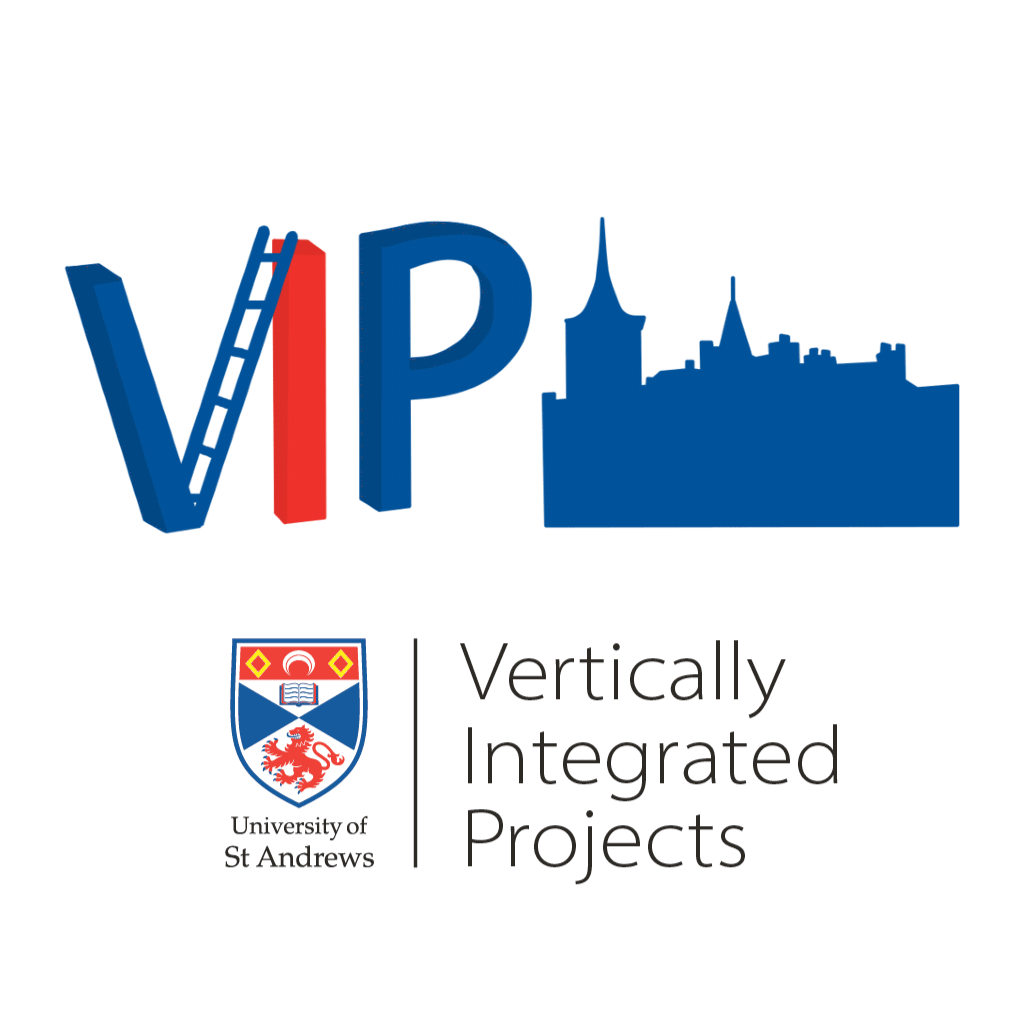 VIP
University of
St Andrews
Vertically
Integrated
Projects